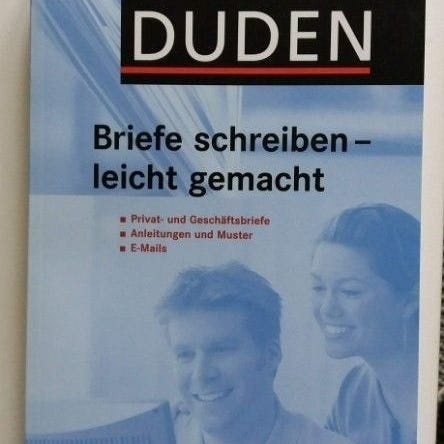 DUDEN
Briefe schreiben –
leicht gemacht
▪ Privat- und Geschäftsbriefe
▪ Anleitungen und Muster
▪ E-Mails